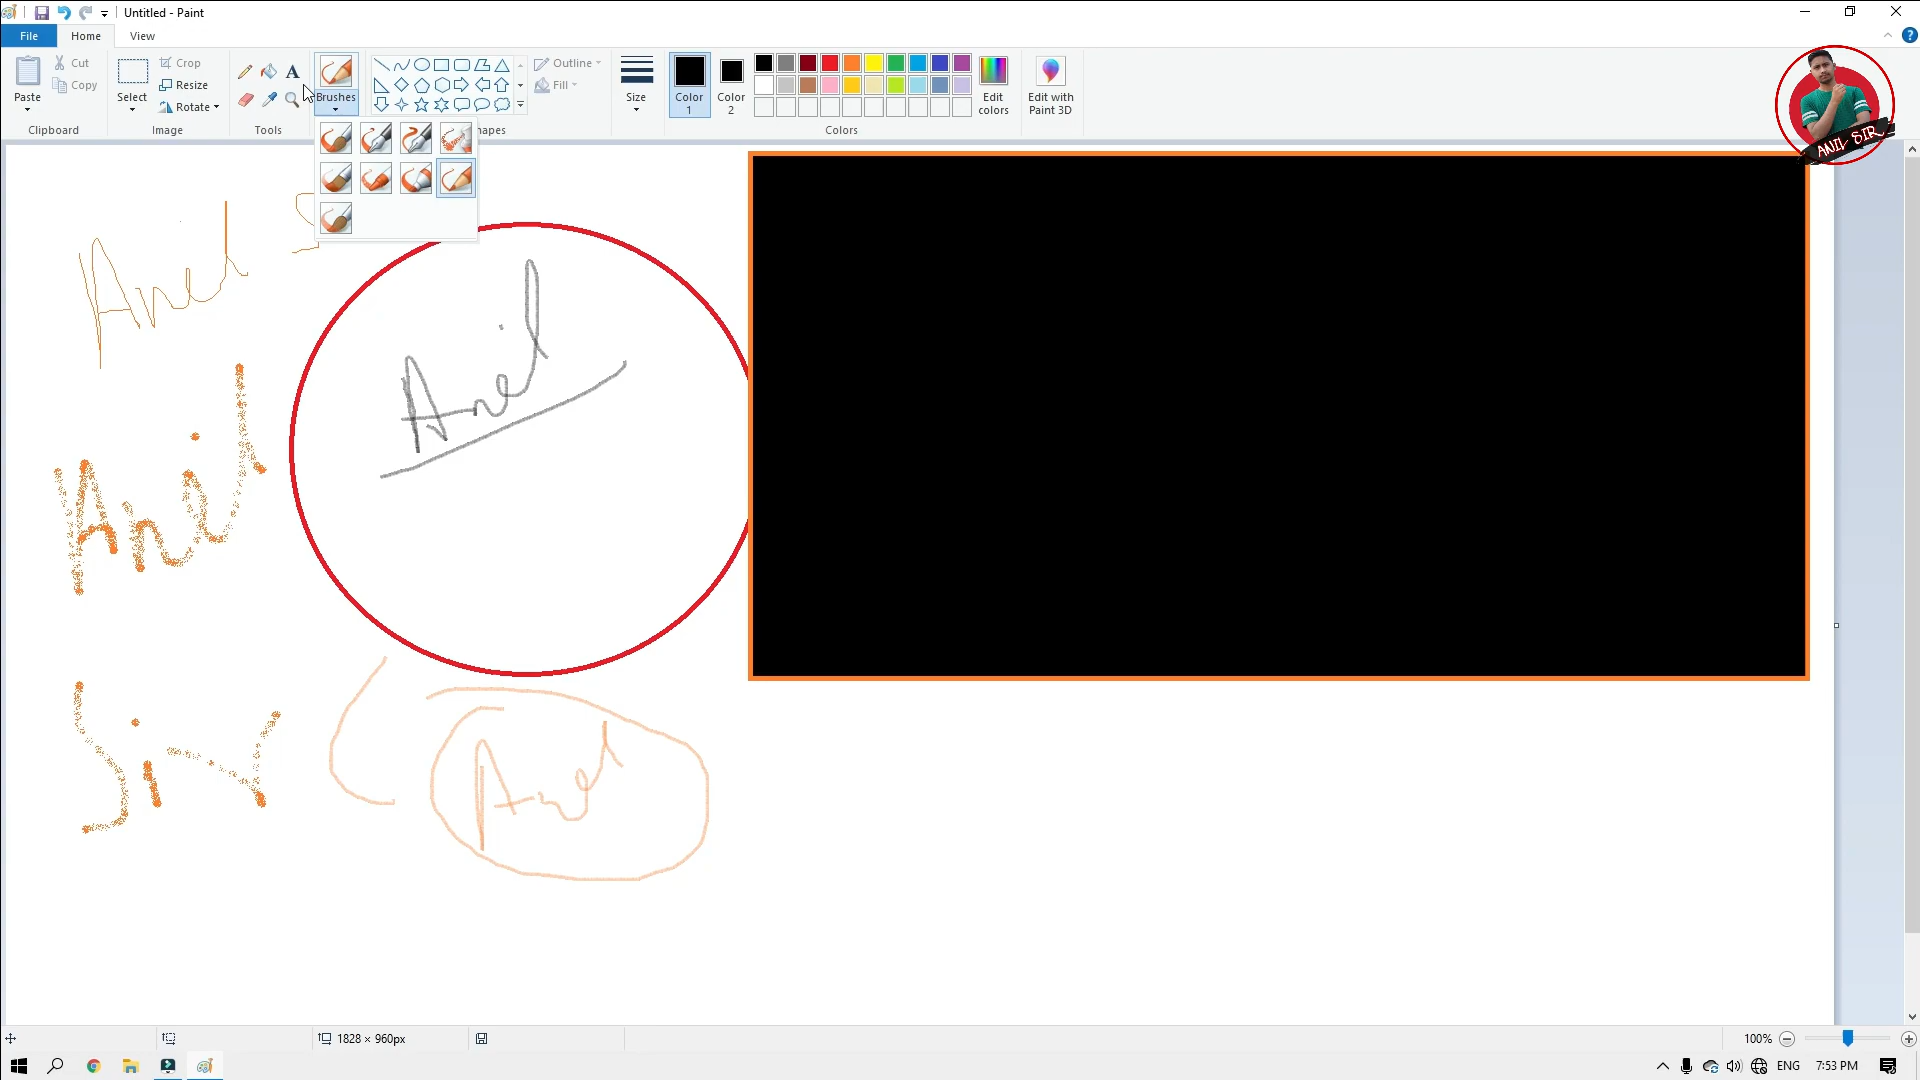 Untitled - Paint
File Home View
Paste
Cut
Copy
Clipboard
Select
Crop
Resize
Rotate
Image
A
Tools
Brushes
hapes
Outline
Fill
Size
Color 1
Color 2
Colors
Edit colors
Edit with Paint 3D
ANIL SIR
Anil S
Anil
Anil
Sir
Anil
1828 × 960px
100%
ENG
7:53 PM